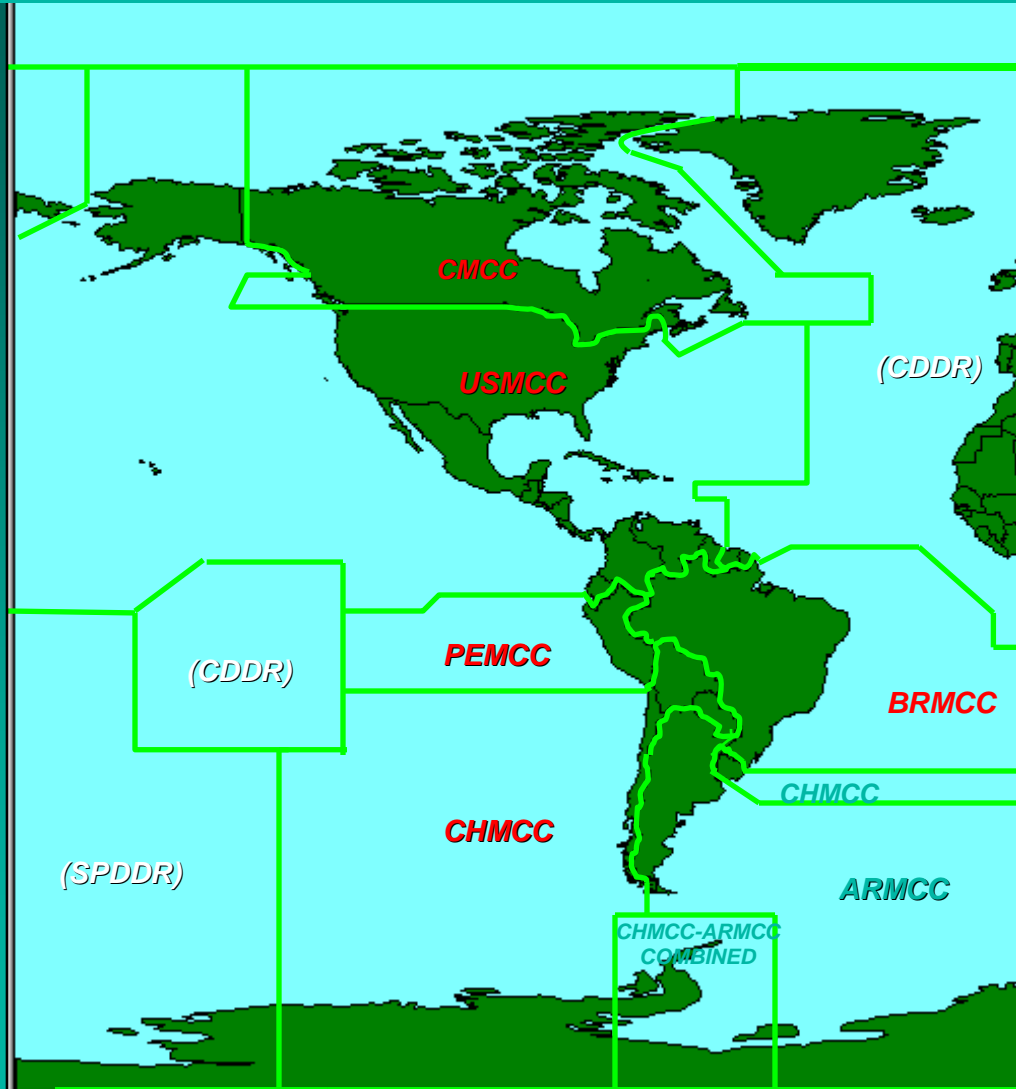 CMCC
(CDDR)
USMCC
PEMCC
(CDDR)
BRMCC
CHMCC
CHMCC
(SPDDR)
ARMCC
CHMCC-ARMCC
COMBINED